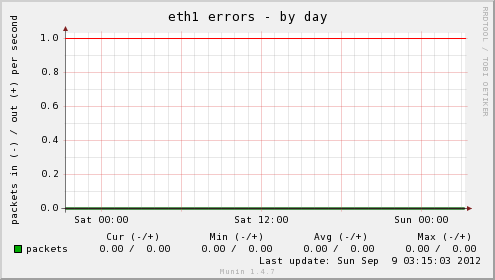 eth1 errors - by day
RRDTOOL / TOBI OETIKER
packets in (-) / out (+) per second
1.0
0.8
0.6
0.4
0.2
0.0
Sat 00:00 Sat 12:00 Sun 00:00
Cur (-/+) Min (-/+) Avg (-/+) Max (-/+)
packets 0.00 / 0.00 0.00 / 0.00 0.00 / 0.00 0.00 / 0.00
Last update: Sun Sep 9 03:15:03 2012
Munin 1.4.7